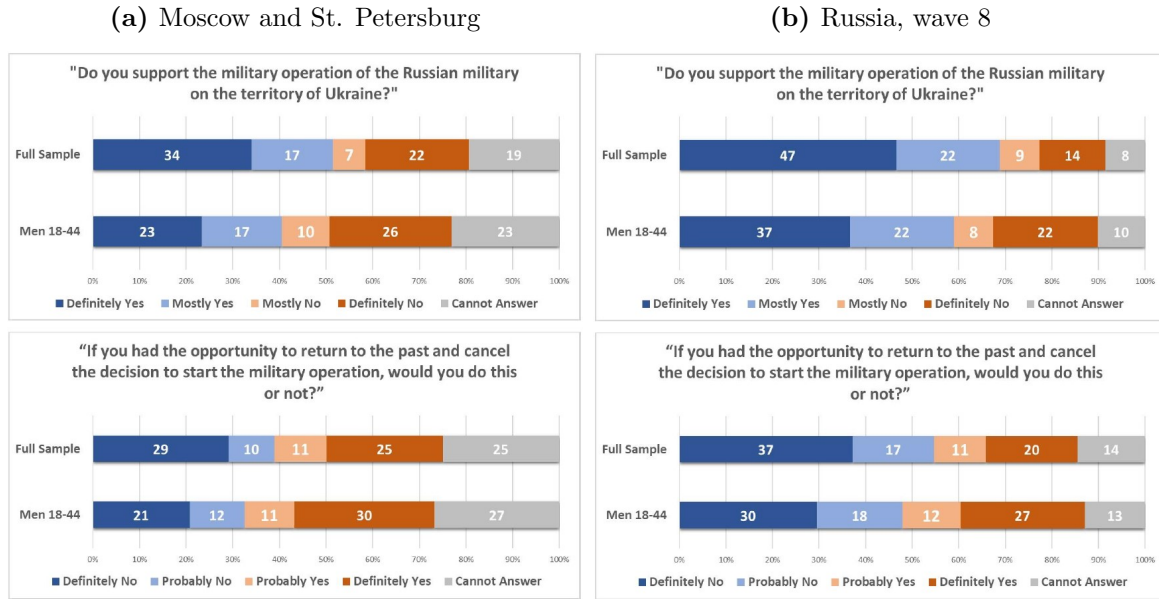 (a) Moscow and St. Petersburg
"Do you support the military operation of the Russian military
on the territory of Ukraine?"
Full Sample 34 17 7 22 19
Men 18-44 23 17 10 26 23
0% 10% 20% 30% 40% 50% 60% 70% 80% 90% 100%
Definitely Yes Mostly Yes Mostly No Definitely No Cannot Answer
“If you had the opportunity to return to the past and cancel
the decision to start the military operation, would you do this
or not?”
Full Sample 29 10 11 25 25
Men 18-44 21 12 11 30 27
0% 10% 20% 30% 40% 50% 60% 70% 80% 90% 100%
Definitely No Probably No Probably Yes Definitely Yes Cannot Answer
(b) Russia, wave 8
"Do you support the military operation of the Russian military
on the territory of Ukraine?"
Full Sample 47 22 9 14 8
Men 18-44 37 22 8 22 10
0% 10% 20% 30% 40% 50% 60% 70% 80% 90% 100%
Definitely Yes Mostly Yes Mostly No Definitely No Cannot Answer
“If you had the opportunity to return to the past and cancel
the decision to start the military operation, would you do this
or not?”
Full Sample 37 17 11 20 14
Men 18-44 30 18 12 27 13
0% 10% 20% 30% 40% 50% 60% 70% 80% 90% 100%
Definitely No Probably No Probably Yes Definitely Yes Cannot Answer